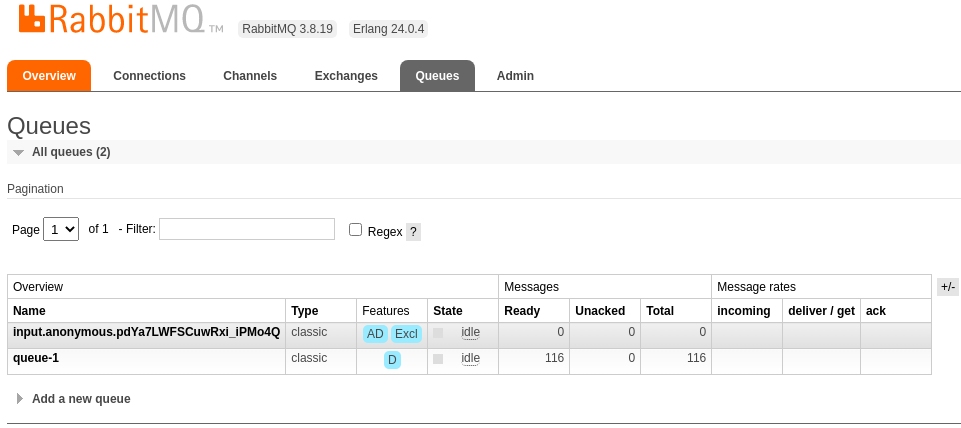 RabbitMQ TM RabbitMQ 3.8.19 Erlang 24.0.4
Overview Connections Channels Exchanges Queues Admin
Queues
All queues (2)
Pagination
Page 1 of 1 - Filter: Regex ?
Overview Messages Message rates +/-
Name Type Features State Ready Unacked Total incoming deliver / get ack
input.anonymous.pdYa7LWFSCuwRxi_iPMo4Q classic AD Excl idle 0 0 0
queue-1 classic D idle 116 0 116
Add a new queue